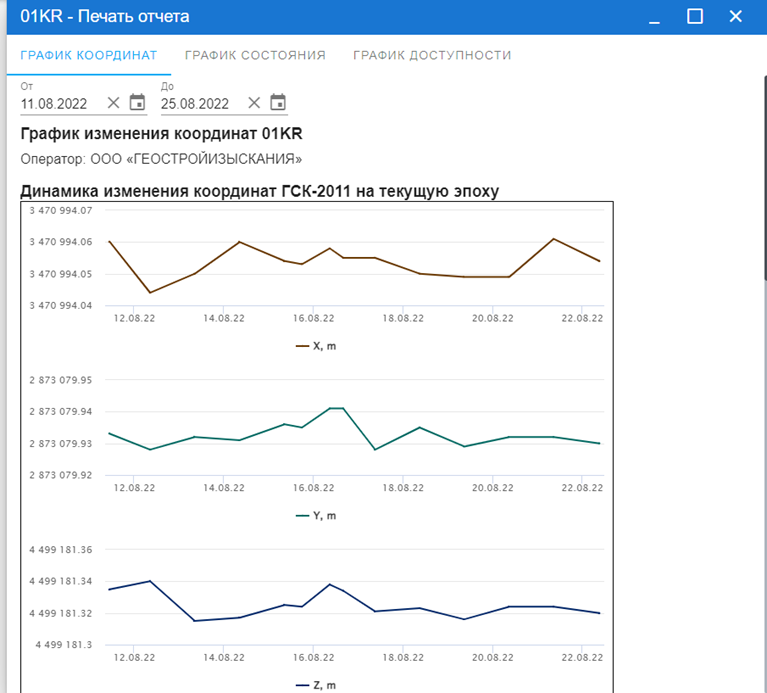 01KR - Печать отчета
ГРАФИК КООРДИНАТ ГРАФИК СОСТОЯНИЯ ГРАФИК ДОСТУПНОСТИ
От До
11.08.2022 25.08.2022
График изменения координат 01KR
Оператор: ООО «ГЕОСТРОЙИЗЫСКАНИЯ»
Динамика изменения координат ГСК-2011 на текущую эпоху
3 470 994.07
3 470 994.06
3 470 994.05
3 470 994.04
12.08.22 14.08.22 16.08.22 18.08.22 20.08.22 22.08.22
X, m
2 873 079.95
2 873 079.94
2 873 079.93
2 873 079.92
12.08.22 14.08.22 16.08.22 18.08.22 20.08.22 22.08.22
Y, m
4 499 181.36
4 499 181.34
4 499 181.32
4 499 181.3
12.08.22 14.08.22 16.08.22 18.08.22 20.08.22 22.08.22
Z, m